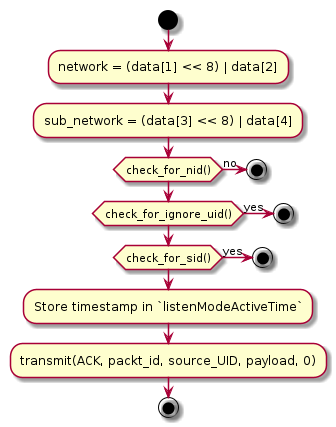 network = (data[1] << 8) | data[2]
sub_network = (data[3] << 8) | data[4]
check_for_nid()
no
check_for_ignore_uid()
yes
check_for_sid()
yes
Store timestamp in `listenModeActiveTime`
transmit(ACK, packt_id, source_UID, payload, 0)